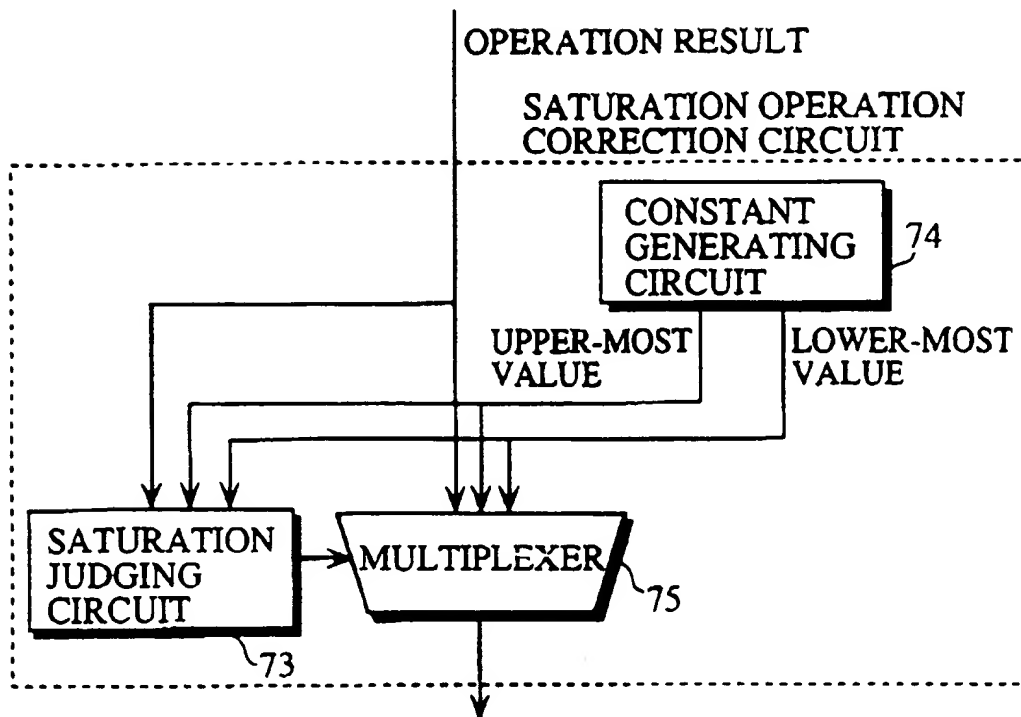 OPERATION RESULT
SATURATION OPERATION
CORRECTION CIRCUIT
CONSTANT
GENERATING
CIRCUIT
74
UPPER-MOST
VALUE
LOWER-MOST
VALUE
SATURATION
JUDGING
CIRCUIT
73
MULTIPLEXER
75